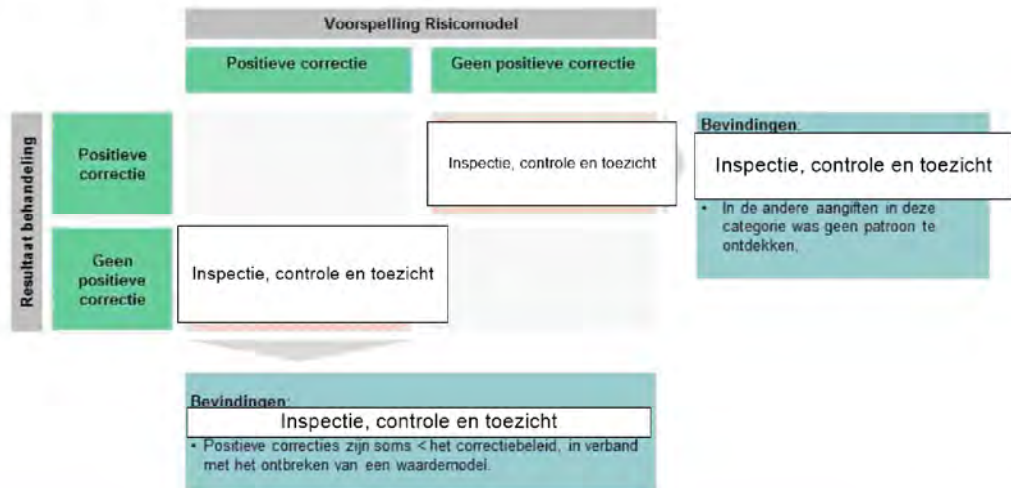 Voorspelling Risicomodel
Positieve correctie
Geen positieve correctie
Resultaat behandeling
Positieve
correctie
Inspectie, controle en toezicht
Bevindingen:
Inspectie, controle en toezicht
• In de andere aangiften in deze
categorie was geen patroon te
ontdekken.
Geen
positieve
correctie
Inspectie, controle en toezicht
Bevindingen:
Inspectie, controle en toezicht
• Positieve correcties zijn soms < het correctiebeleid, in verband
met het ontbreken van een waardemodel.